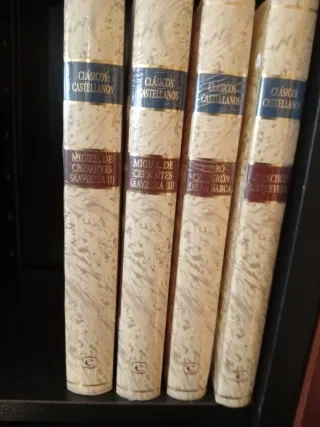 CLÁSICOS
CASTELLANOS
MIGUEL DE
CERVANTES
SAAVEDRA (I)
C
CLÁSICOS
CASTELLANOS
MIGUEL DE
CERVANTES
SAAVEDRA (II)
C
CLÁSICOS
CASTELLANOS
CALDERÓN
DE LA BARCA
C
CLÁSICOS
CASTELLANOS
FRANCISCO
C